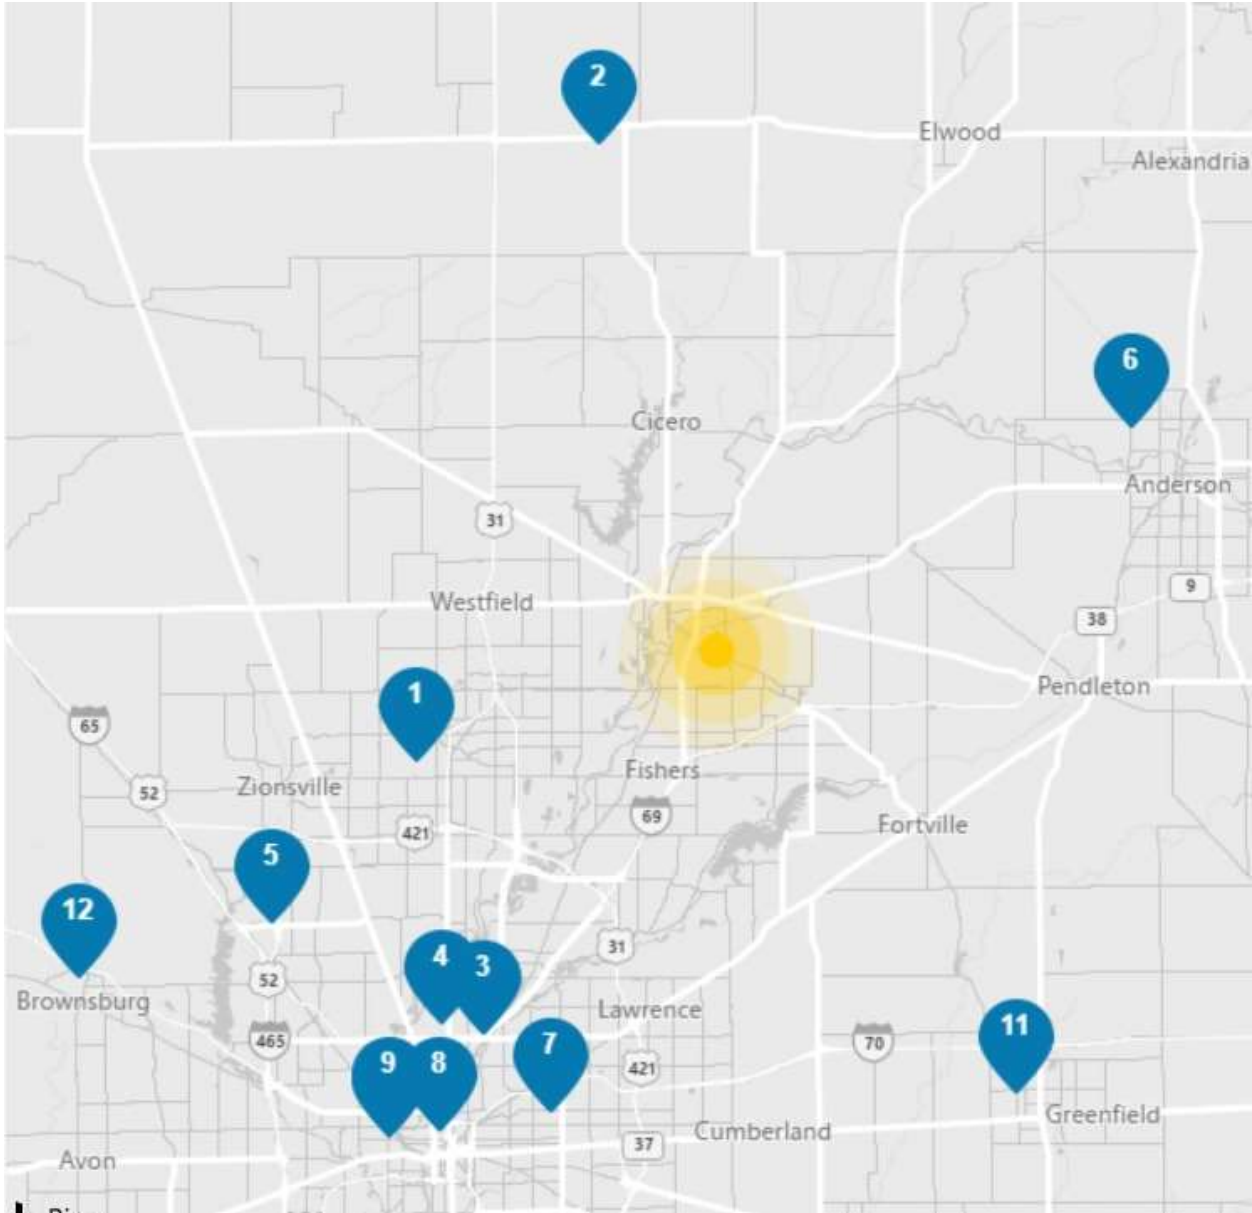 2
Elwood
Alexandria
6
Cicero
Anderson
31
9
Westfield
38
1
Pendleton
65
Zionsville
Fishers
52
69
421
Fortville
5
12
4
3
31
52
Brownsburg
Lawrence
11
465
7
70
9
8
421
Greenfield
Cumberland
37
Avon